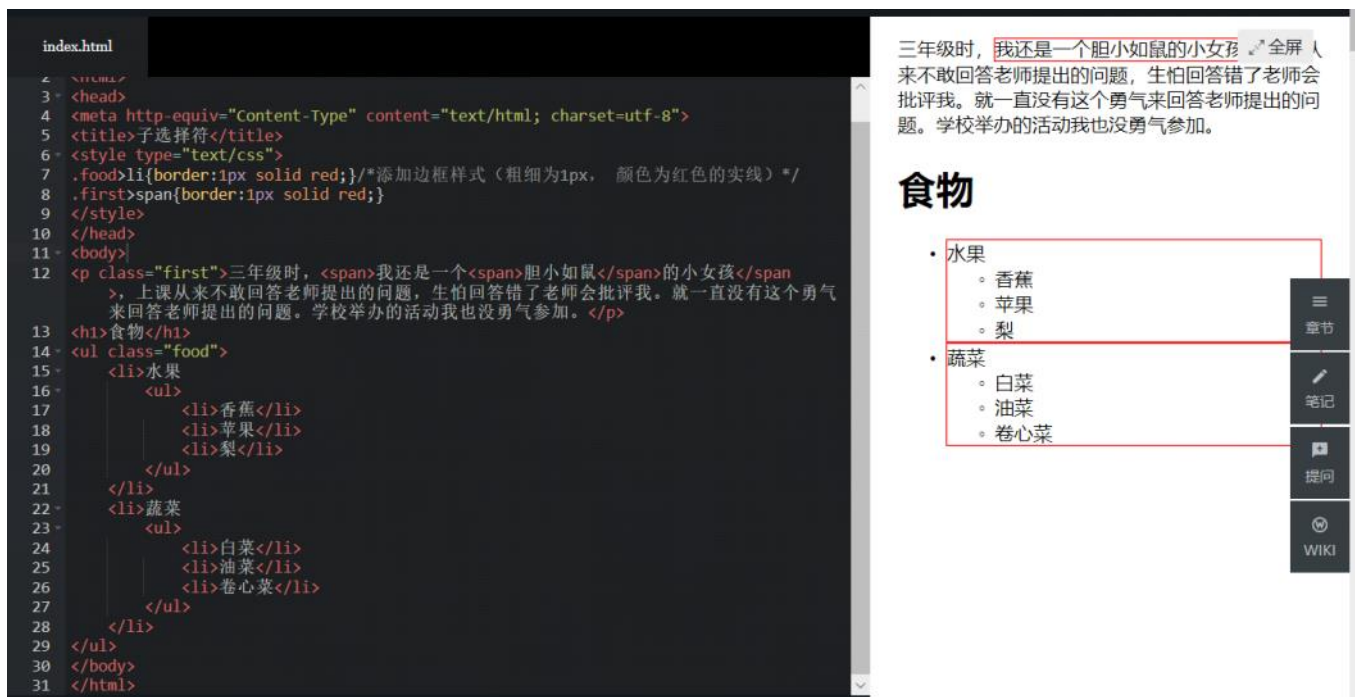 index.html
3 <head>
4 <meta http-equiv="Content-Type" content="text/html; charset=utf-8">
5 <title>子选择符</title>
6 <style type="text/css">
7 .food>li{border:1px solid red;}/*添加边框样式（粗细为1px， 颜色为红色的实线）*/
8 .first>span{border:1px solid red;}
9 </style>
10 </head>
11 <body>
12 <p class="first">三年级时，<span>我还是一个<span>胆小如鼠</span>的小女孩</span
>，上课从来不敢回答老师提出的问题，生怕回答错了老师会批评我。就一直没有这个勇气
来回答老师提出的问题。学校举办的活动我也没勇气参加。</p>
13 <h1>食物</h1>
14 <ul class="food">
15 <li>水果
16 <ul>
17 <li>香蕉</li>
18 <li>苹果</li>
19 <li>梨</li>
20 </ul>
21 </li>
22 <li>蔬菜
23 <ul>
24 <li>白菜</li>
25 <li>油菜</li>
26 <li>卷心菜</li>
27 </ul>
28 </li>
29 </ul>
30 </body>
31 </html>
三年级时，我还是一个胆小如鼠的小女孩
全屏
来不敢回答老师提出的问题，生怕回答错了老师会
批评我。就一直没有这个勇气来回答老师提出的问
题。学校举办的活动我也没勇气参加。
食物
水果
香蕉
苹果
梨
蔬菜
白菜
油菜
卷心菜
章节
笔记
提问
WIKI